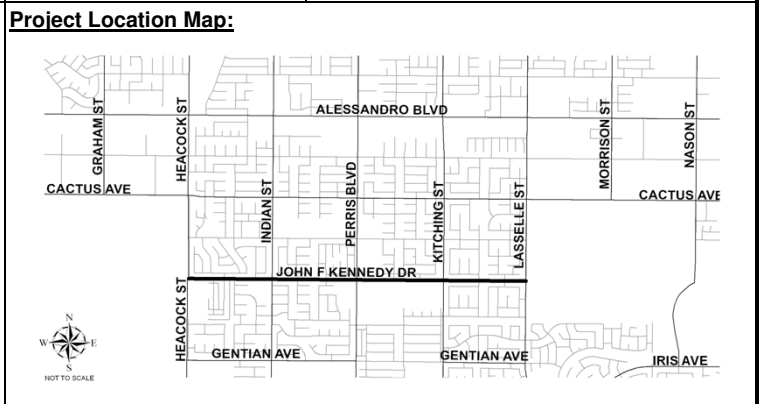 Project Location Map:
ALESSANDRO BLVD
GRAHAM ST
HEACOCK ST
MORRISON ST
NASON ST
CACTUS AVE
INDIAN ST
PERRIS BLVD
KITCHING ST
LASSELLE ST
CACTUS AVE
JOHN F KENNEDY DR
HEACOCK ST
N
W
E
S
NOT TO SCALE
GENTIAN AVE
GENTIAN AVE
IRIS AVE